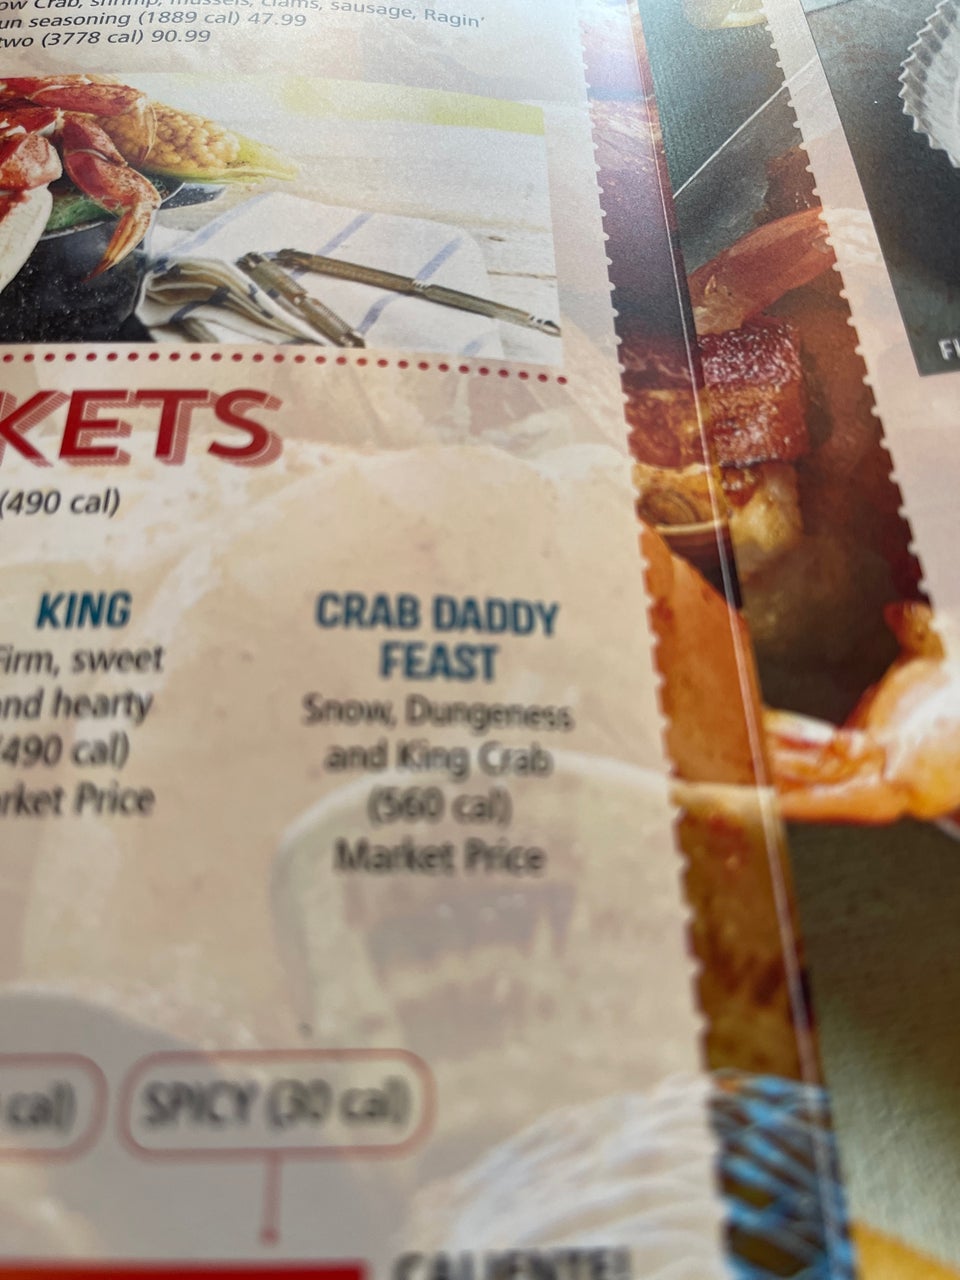 ow Crab, shrimp, mussels, clams, sausage, Ragin'
un seasoning (1889 cal) 47.99
two (3778 cal) 90.99
KETS
(490 cal)
KING
Firm, sweet
and hearty
(490 cal)
rket Price
CRAB DADDY
FEAST
Snow, Dungeness
and King Crab
(560 cal)
Market Price
cal)
SPICY (30 cal)
CALIENTE!